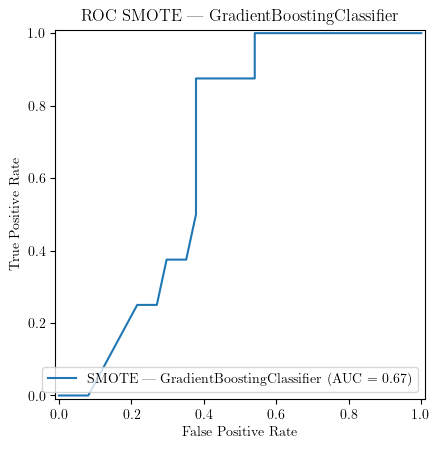 ROC SMOTE — GradientBoostingClassifier
1.0
0.8
0.6
0.4
0.2
0.0
True Positive Rate
SMOTE — GradientBoostingClassifier (AUC = 0.67)
0.0 0.2 0.4 0.6 0.8 1.0
False Positive Rate